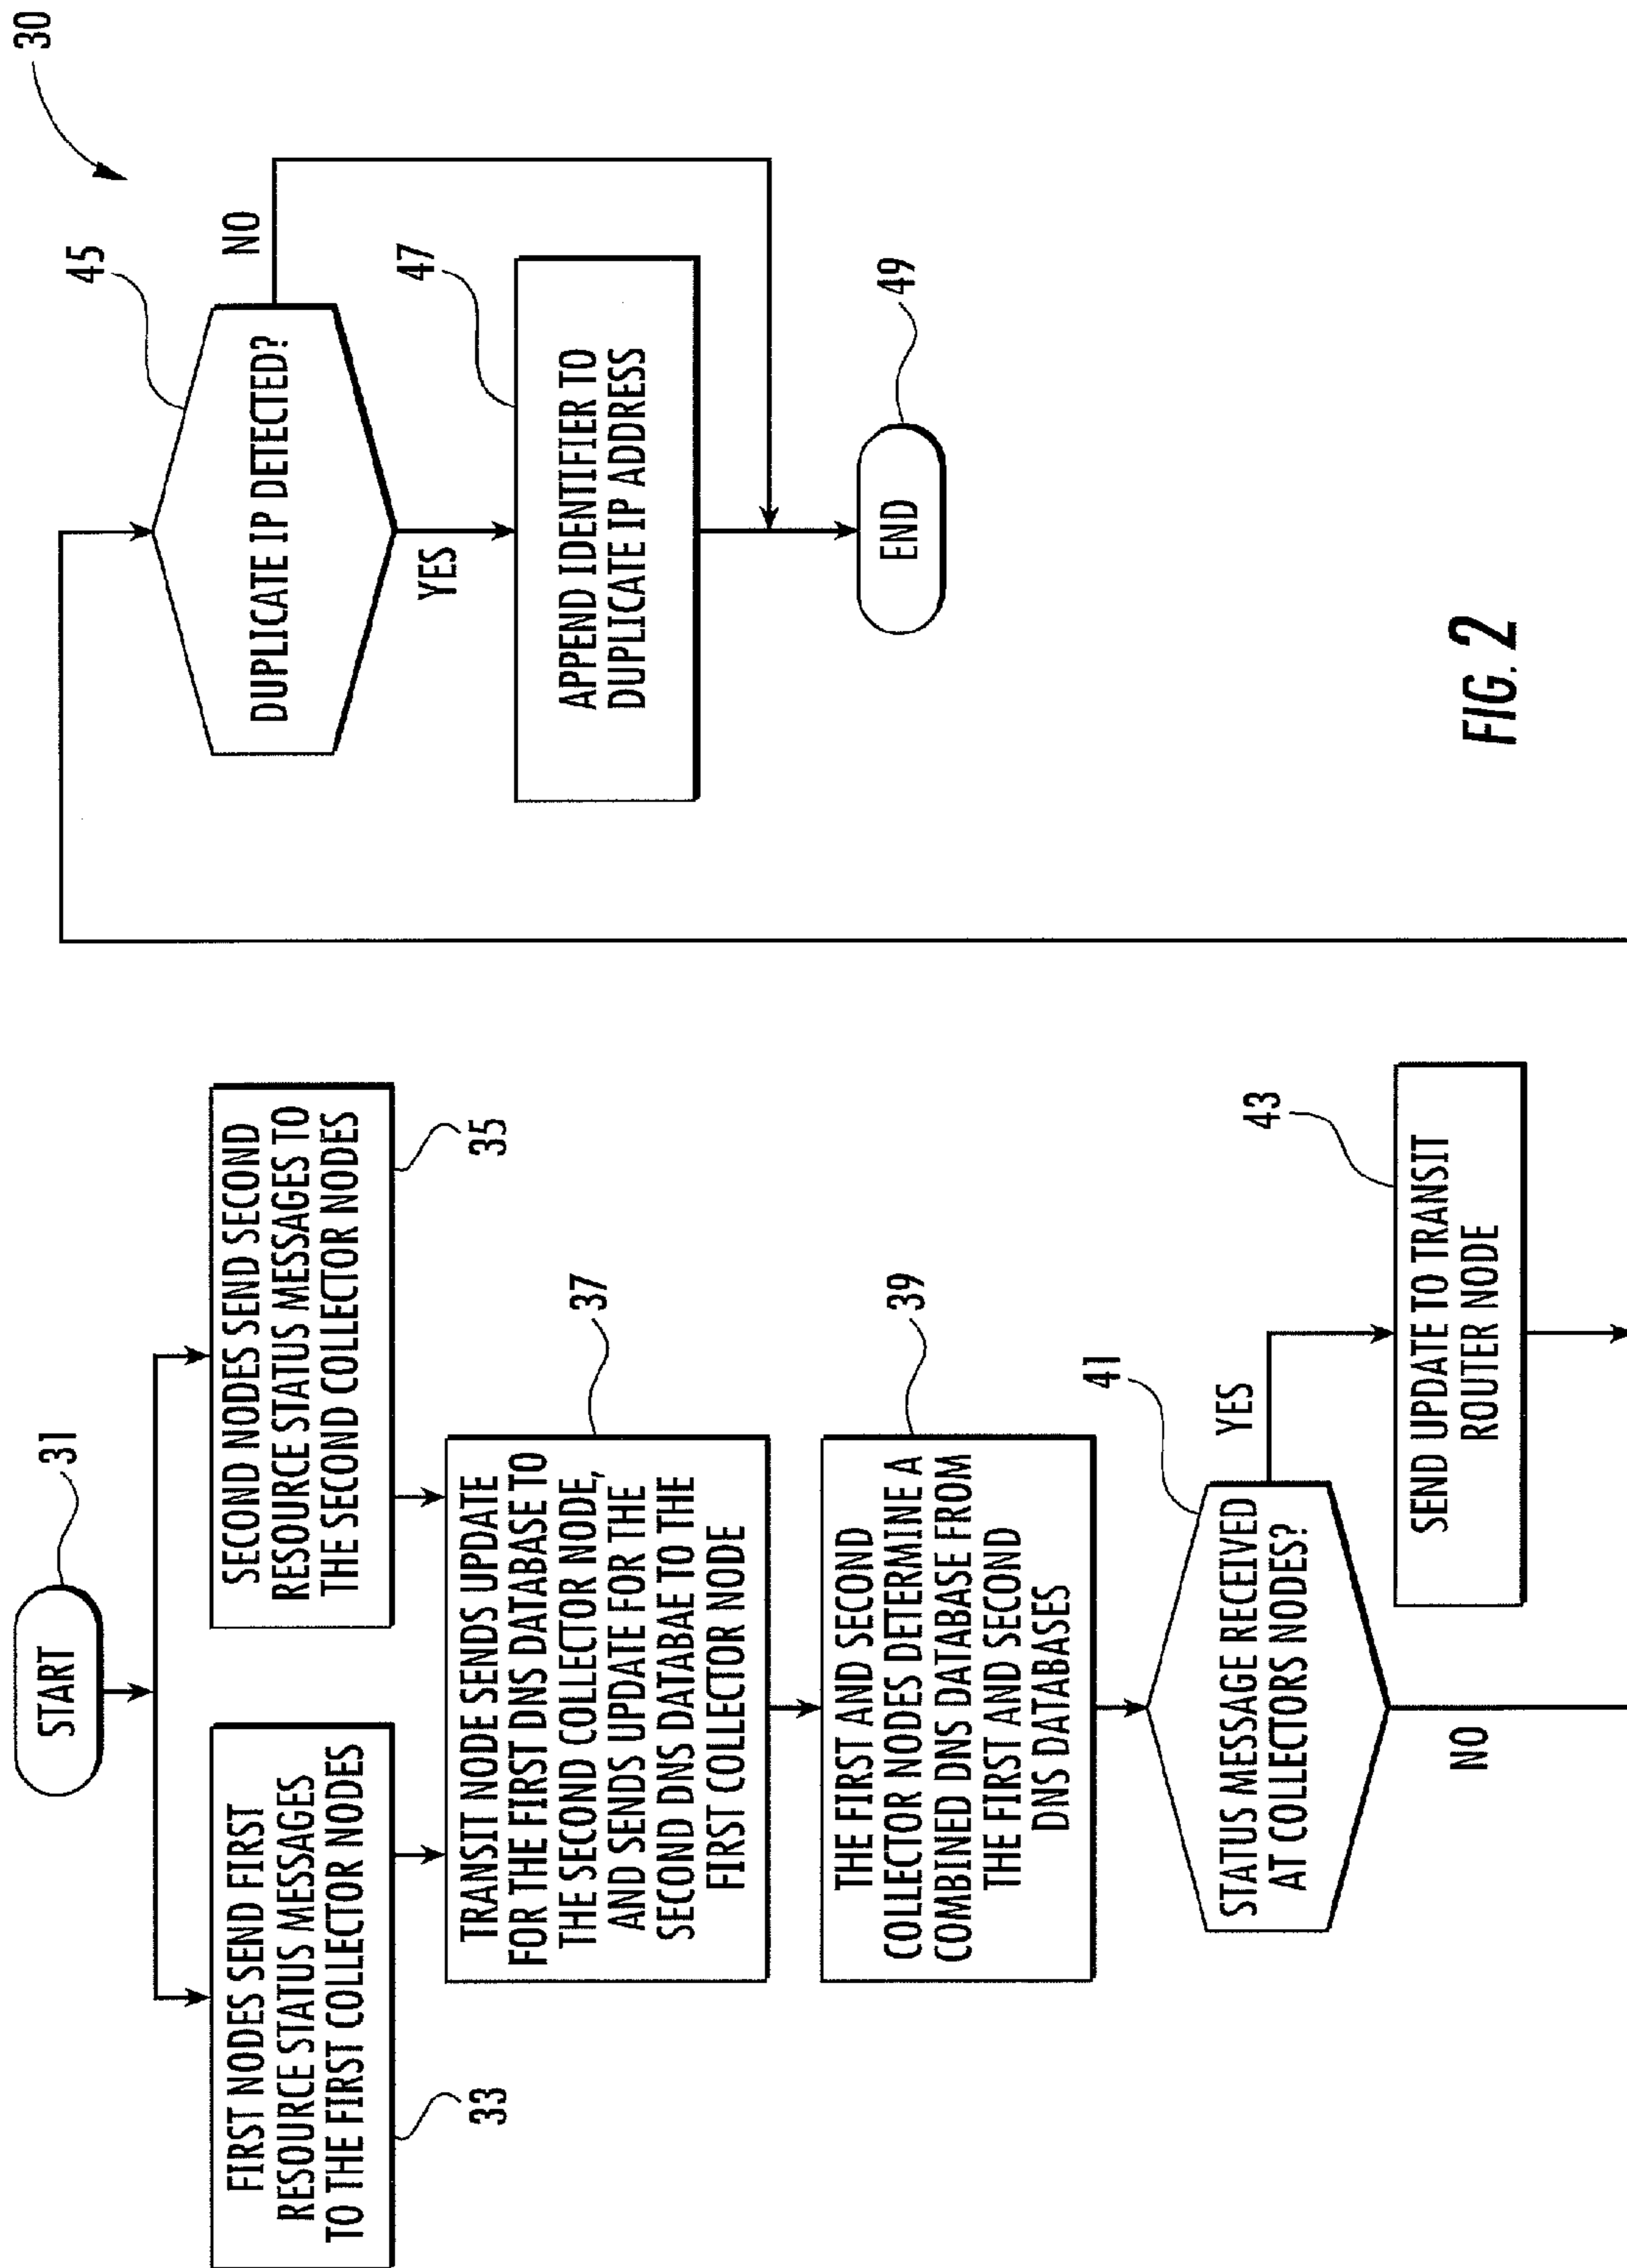 START
31
FIRST NODES SEND FIRST
RESOURCE STATUS MESSAGES
TO THE FIRST COLLECTOR NODES
33
SECOND NODES SEND SECOND
RESOURCE STATUS MESSAGES TO
THE SECOND COLLECTOR NODES
35
TRANSIT NODE SENDS UPDATE
FOR THE FIRST DNS DATABASE TO
THE SECOND COLLECTOR NODE,
AND SENDS UPDATE FOR THE
SECOND DNS DATABAE TO THE
FIRST COLLECTOR NODE
37
THE FIRST AND SECOND
COLLECTOR NODES DETERMINE A
COMBINED DNS DATABASE FROM
THE FIRST AND SECOND
DNS DATABASES
39
STATUS MESSAGE RECEIVED
AT COLLECTORS NODES?
41
YES
NO
SEND UPDATE TO TRANSIT
ROUTER NODE
43
30
DUPLICATE IP DETECTED?
45
NO
YES
APPEND IDENTIFIER TO
DUPLICATE IP ADDRESS
47
END
49
FIG. 2